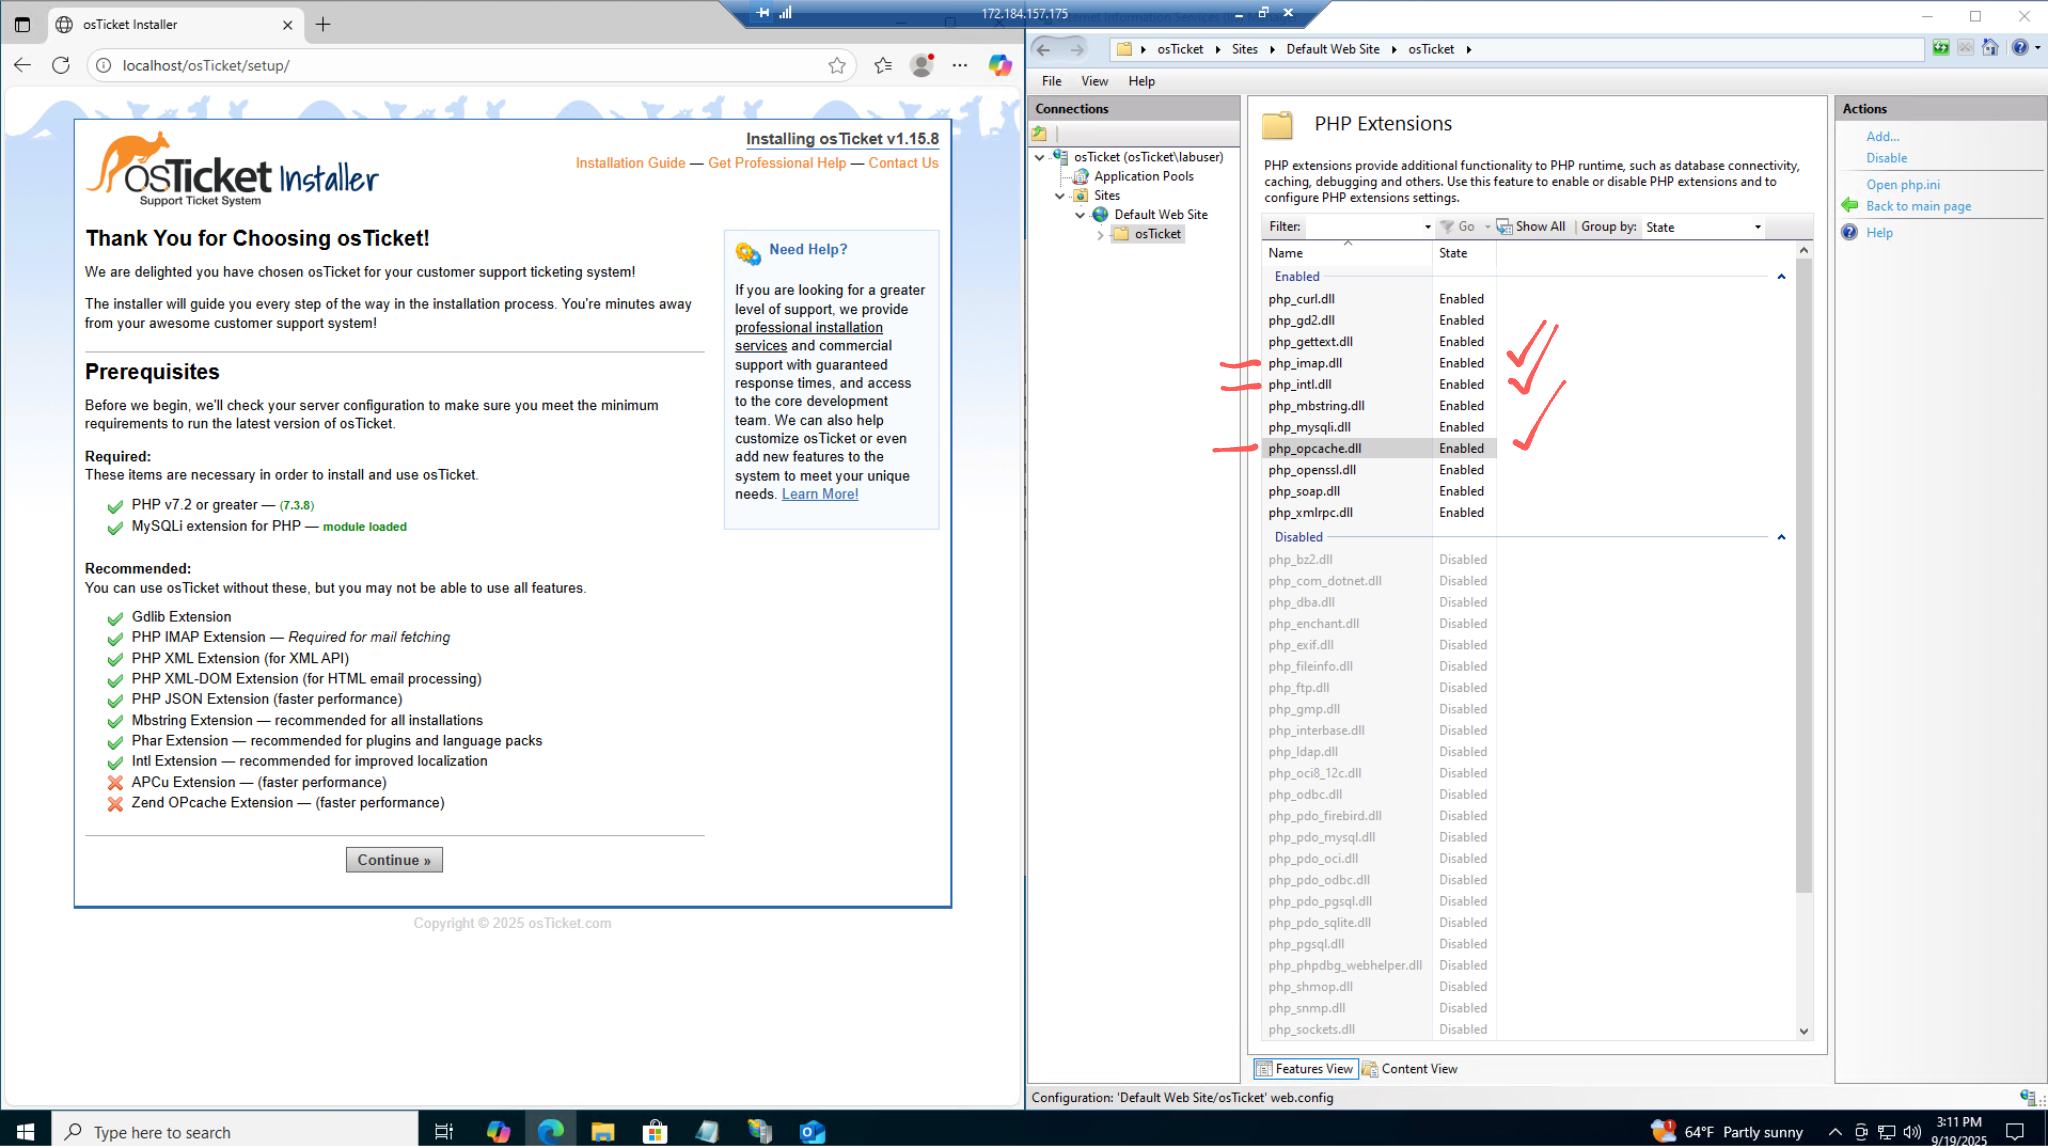 osTicket Installer
172.184.157.175
localhost/osTicket/setup/
osTicket Installer
Support Ticket System
Installing osTicket v1.15.8
Installation Guide — Get Professional Help — Contact Us
Thank You for Choosing osTicket!
We are delighted you have chosen osTicket for your customer support ticketing system!
The installer will guide you every step of the way in the installation process. You're minutes away
from your awesome customer support system!
Prerequisites
Before we begin, we'll check your server configuration to make sure you meet the minimum
requirements to run the latest version of osTicket.
Required:
These items are necessary in order to install and use osTicket.
PHP v7.2 or greater — (7.3.8)
MySQLi extension for PHP — module loaded
Recommended:
You can use osTicket without these, but you may not be able to use all features.
Gdlib Extension
PHP IMAP Extension — Required for mail fetching
PHP XML Extension (for XML API)
PHP XML-DOM Extension (for HTML email processing)
PHP JSON Extension (faster performance)
Mbstring Extension — recommended for all installations
Phar Extension — recommended for plugins and language packs
Intl Extension — recommended for improved localization
APCu Extension — (faster performance)
Zend OPcache Extension — (faster performance)
Continue »
Need Help?
If you are looking for a greater
level of support, we provide
professional installation
services and commercial
support with guaranteed
response times, and access
to the core development
team. We can also help
customize osTicket or even
add new features to the
system to meet your unique
needs. Learn More!
Copyright © 2025 osTicket.com
osTicket Sites Default Web Site osTicket
File View Help
Connections
osTicket (osTicket\labuser)
Application Pools
Sites
Default Web Site
osTicket
PHP Extensions
PHP extensions provide additional functionality to PHP runtime, such as database connectivity,
caching, debugging and others. Use this feature to enable or disable PHP extensions and to
configure PHP extensions settings.
Filter: Go Show All Group by: State
Name State
Enabled
php_curl.dll Enabled
php_gd2.dll Enabled
php_gettext.dll Enabled
php_imap.dll Enabled
php_intl.dll Enabled
php_mbstring.dll Enabled
php_mysqli.dll Enabled
php_opcache.dll Enabled
php_openssl.dll Enabled
php_soap.dll Enabled
php_xmlrpc.dll Enabled
Disabled
php_bz2.dll Disabled
php_com_dotnet.dll Disabled
php_dba.dll Disabled
php_enchant.dll Disabled
php_exif.dll Disabled
php_fileinfo.dll Disabled
php_ftp.dll Disabled
php_gmp.dll Disabled
php_interbase.dll Disabled
php_ldap.dll Disabled
php_oci8_12c.dll Disabled
php_odbc.dll Disabled
php_pdo_firebird.dll Disabled
php_pdo_mysql.dll Disabled
php_pdo_oci.dll Disabled
php_pdo_odbc.dll Disabled
php_pdo_pgsql.dll Disabled
php_pdo_sqlite.dll Disabled
php_pgsql.dll Disabled
php_phpdbg_webhelper.dll Disabled
php_shmop.dll Disabled
php_snmp.dll Disabled
php_sockets.dll Disabled
Features View Content View
Actions
Add...
Disable
Open php.ini
Back to main page
Help
Configuration: 'Default Web Site/osTicket' web.config
Type here to search
64°F Partly sunny
3:11 PM
9/19/2025